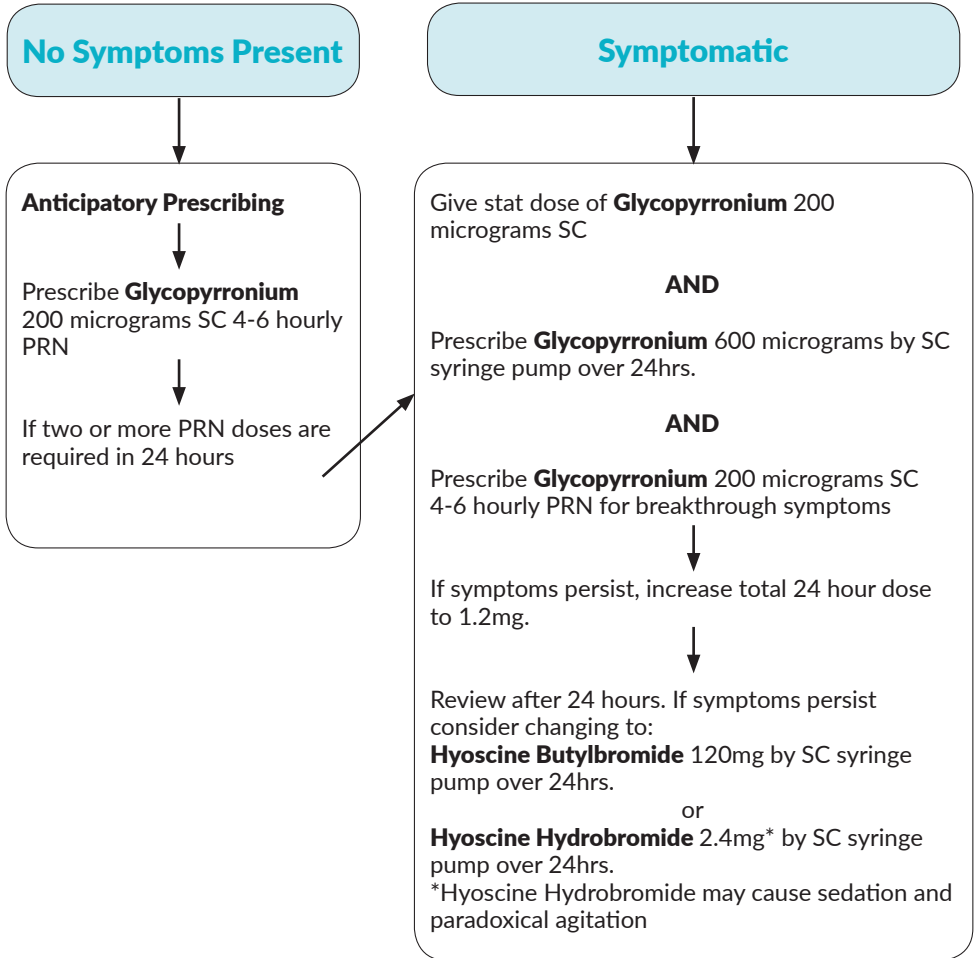 No Symptoms Present
Anticipatory Prescribing
Prescribe Glycopyrronium
200 micrograms SC 4-6 hourly
PRN
If two or more PRN doses are
required in 24 hours
Symptomatic
Give stat dose of Glycopyrronium 200
micrograms SC
AND
Prescribe Glycopyrronium 600 micrograms by SC
syringe pump over 24hrs.
AND
Prescribe Glycopyrronium 200 micrograms SC
4-6 hourly PRN for breakthrough symptoms
If symptoms persist, increase total 24 hour dose
to 1.2mg.
Review after 24 hours. If symptoms persist
consider changing to:
Hyoscine Butylbromide 120mg by SC syringe
pump over 24hrs.
or
Hyoscine Hydrobromide 2.4mg* by SC syringe
pump over 24hrs.
*Hyoscine Hydrobromide may cause sedation and
paradoxical agitation